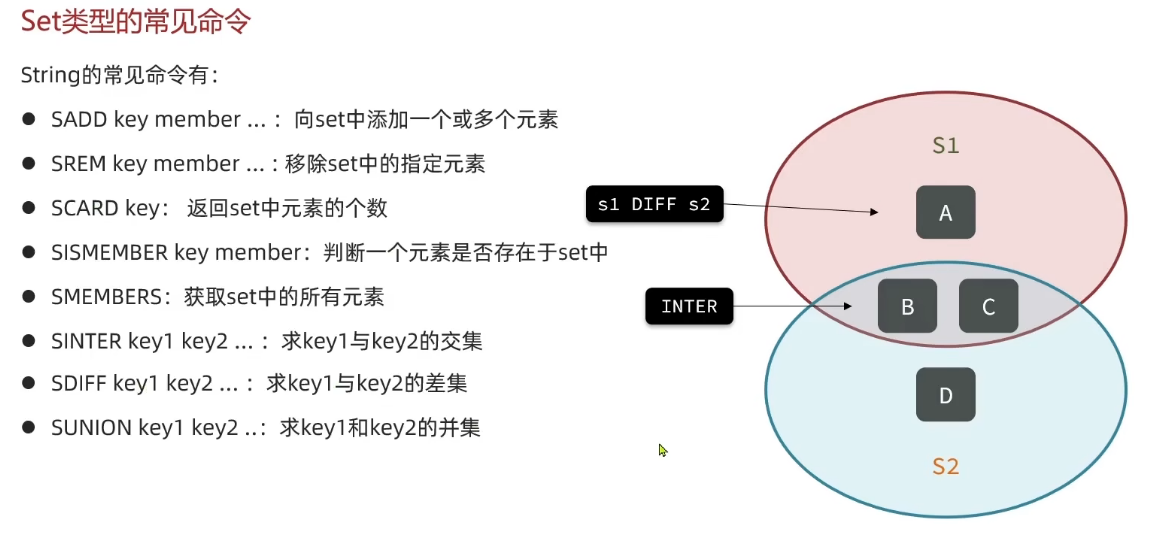 Set类型的常见命令
String的常见命令有：
● SADD key member ... ：向set中添加一个或多个元素
● SREM key member ... : 移除set中的指定元素
● SCARD key： 返回set中元素的个数
● SISMEMBER key member：判断一个元素是否存在于set中
● SMEMBERS：获取set中的所有元素
● SINTER key1 key2 ... ：求key1与key2的交集
● SDIFF key1 key2 ... ：求key1与key2的差集
● SUNION key1 key2 ..：求key1和key2的并集
S1
s1 DIFF s2
A
INTER
B
C
D
S2